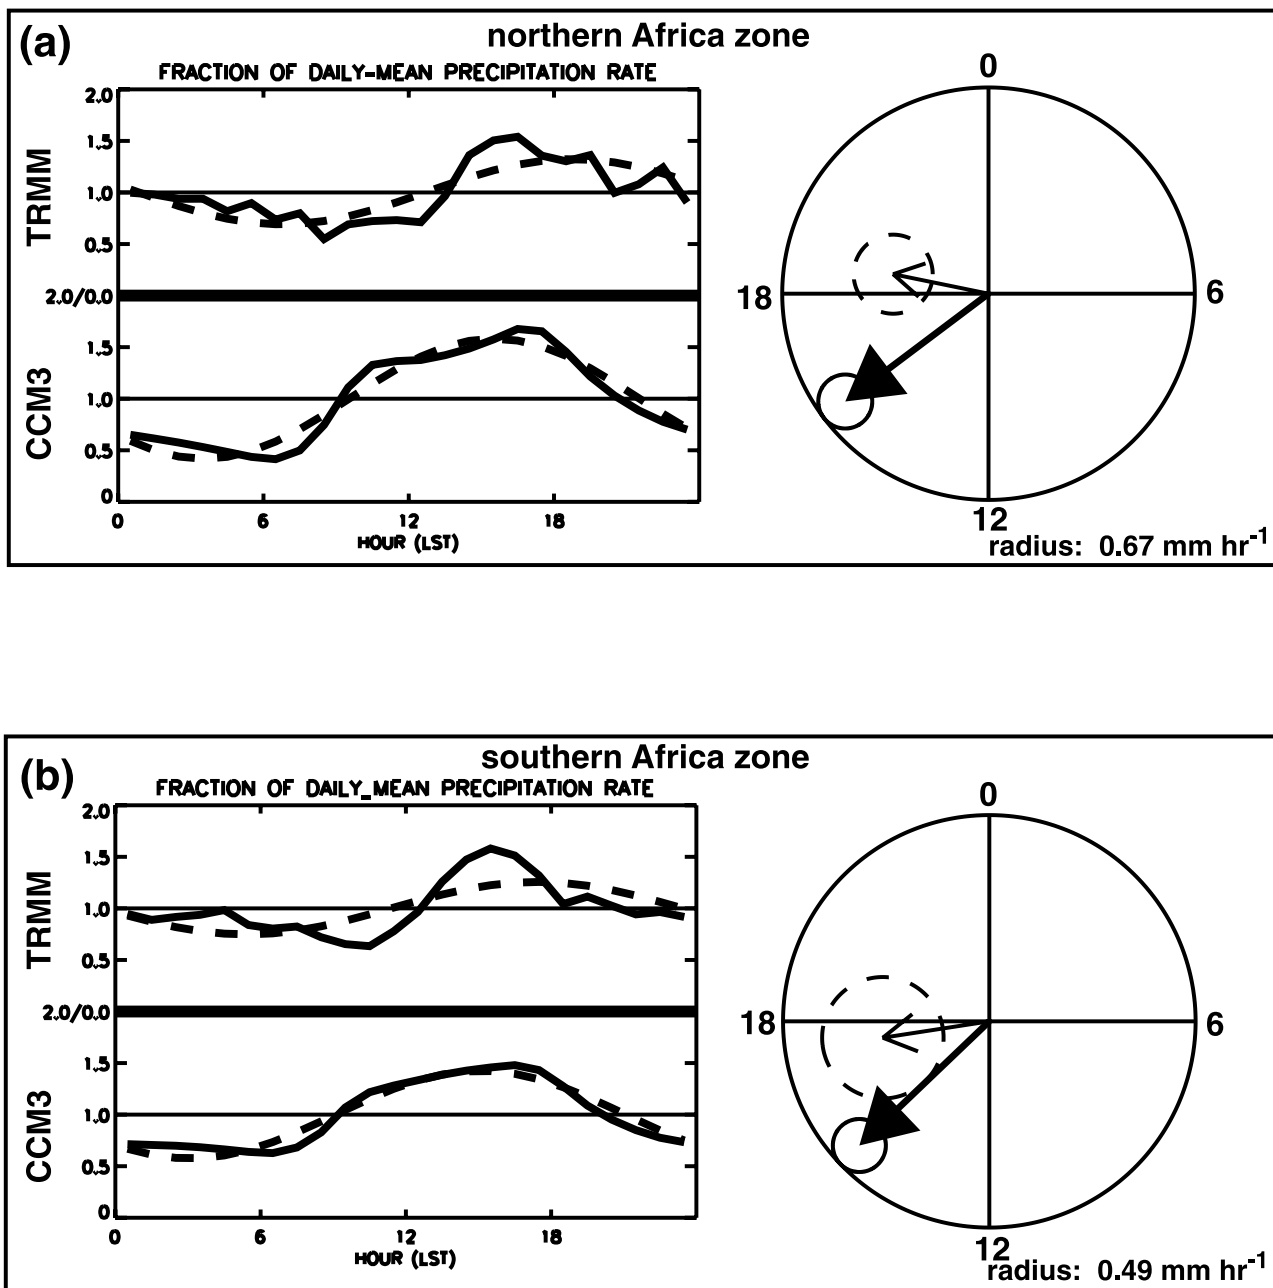 (a)
northern Africa zone
FRACTION OF DAILY-MEAN PRECIPITATION RATE
TRMM
2.0
1.5
1.0
0.5
2.0/0.0
CCM3
1.5
1.0
0.5
0
0 6 12 18
HOUR (LST)
0
18 6
12
radius: 0.67 mm hr-1
(b)
southern Africa zone
FRACTION OF DAILY_MEAN PRECIPITATION RATE
TRMM
2.0
1.5
1.0
0.5
2.0/0.0
CCM3
1.5
1.0
0.5
0
0 6 12 18
HOUR (LST)
0
18 6
12
radius: 0.49 mm hr-1